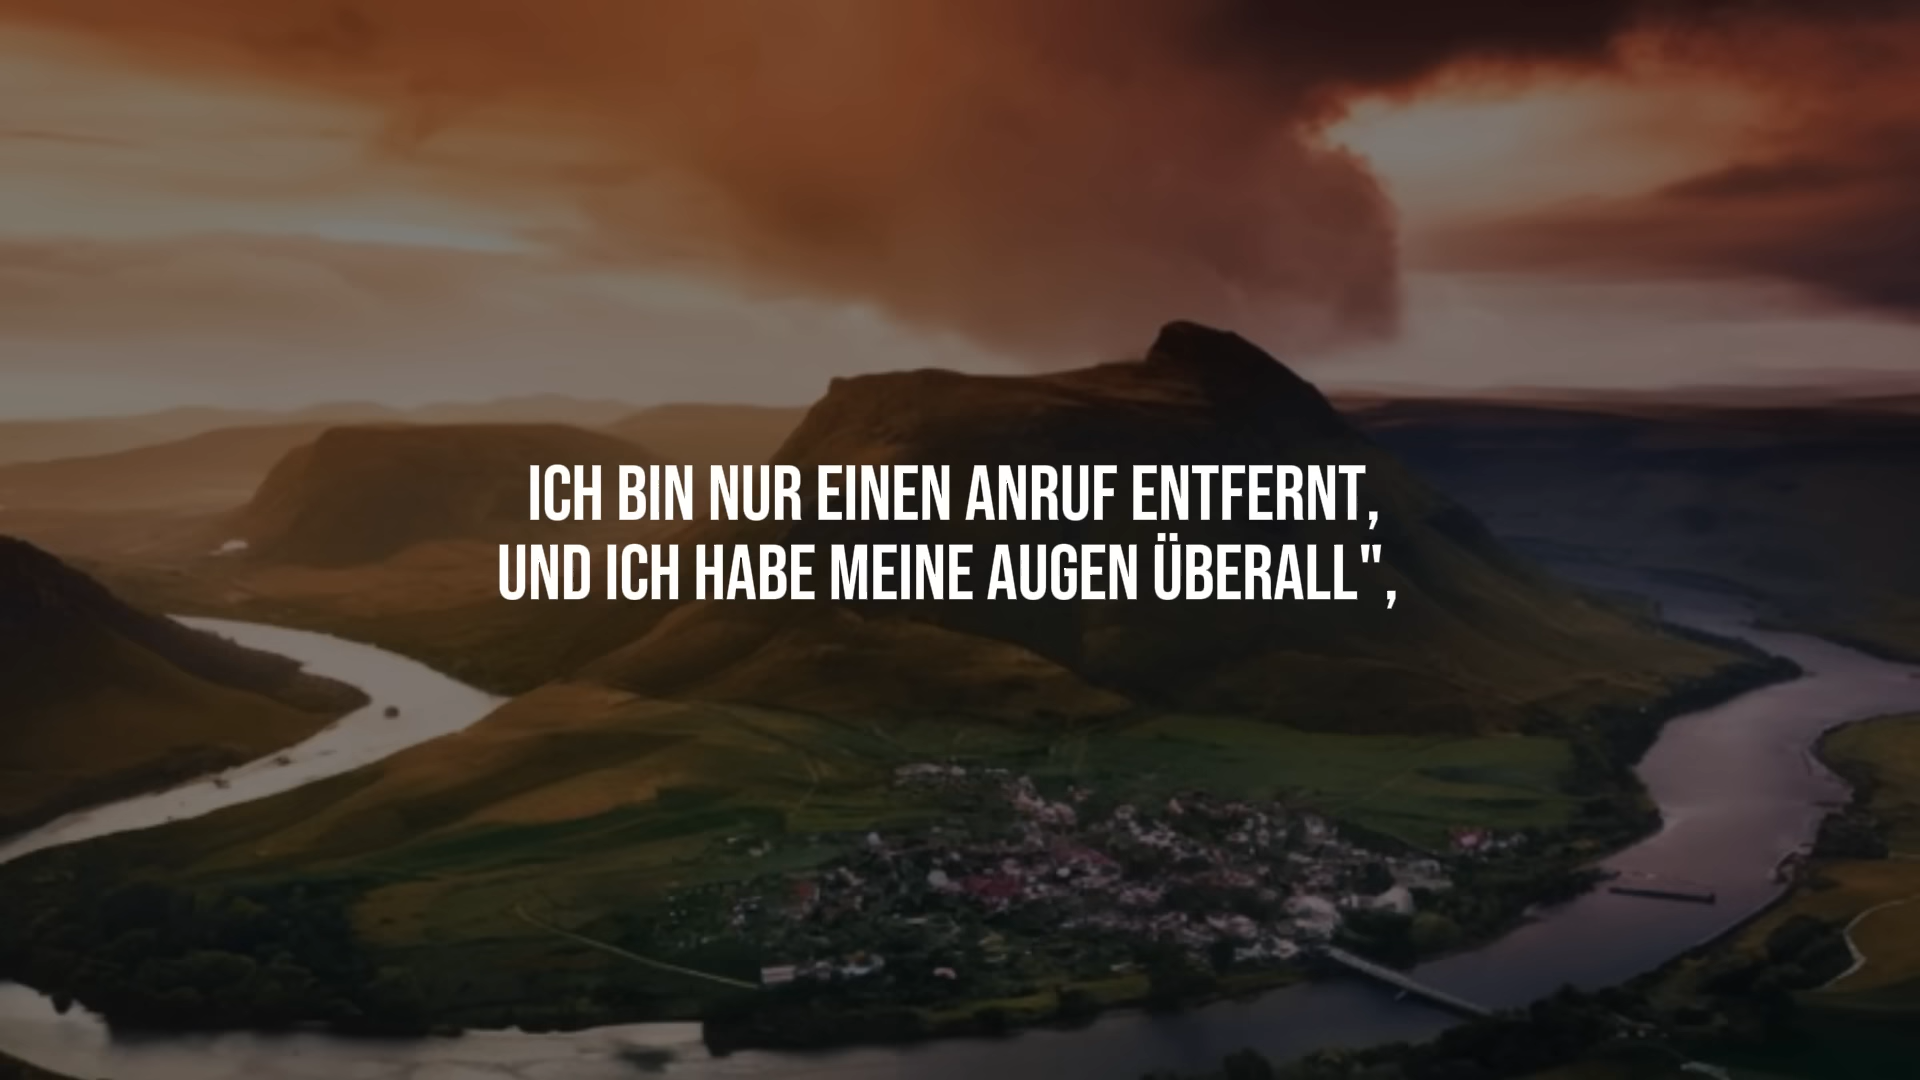 ICH BIN NUR EINEN ANRUF ENTFERNT,
UND ICH HABE MEINE AUGEN ÜBERALL",